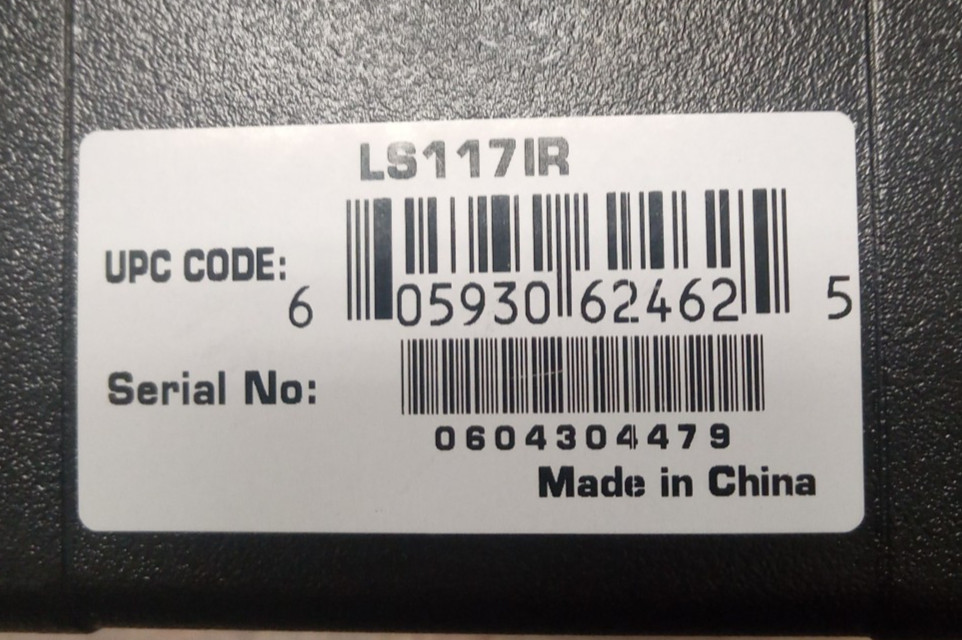 LS117IR
UPC CODE:
6 05930 62462 5
Serial No:
0604304479
Made in China